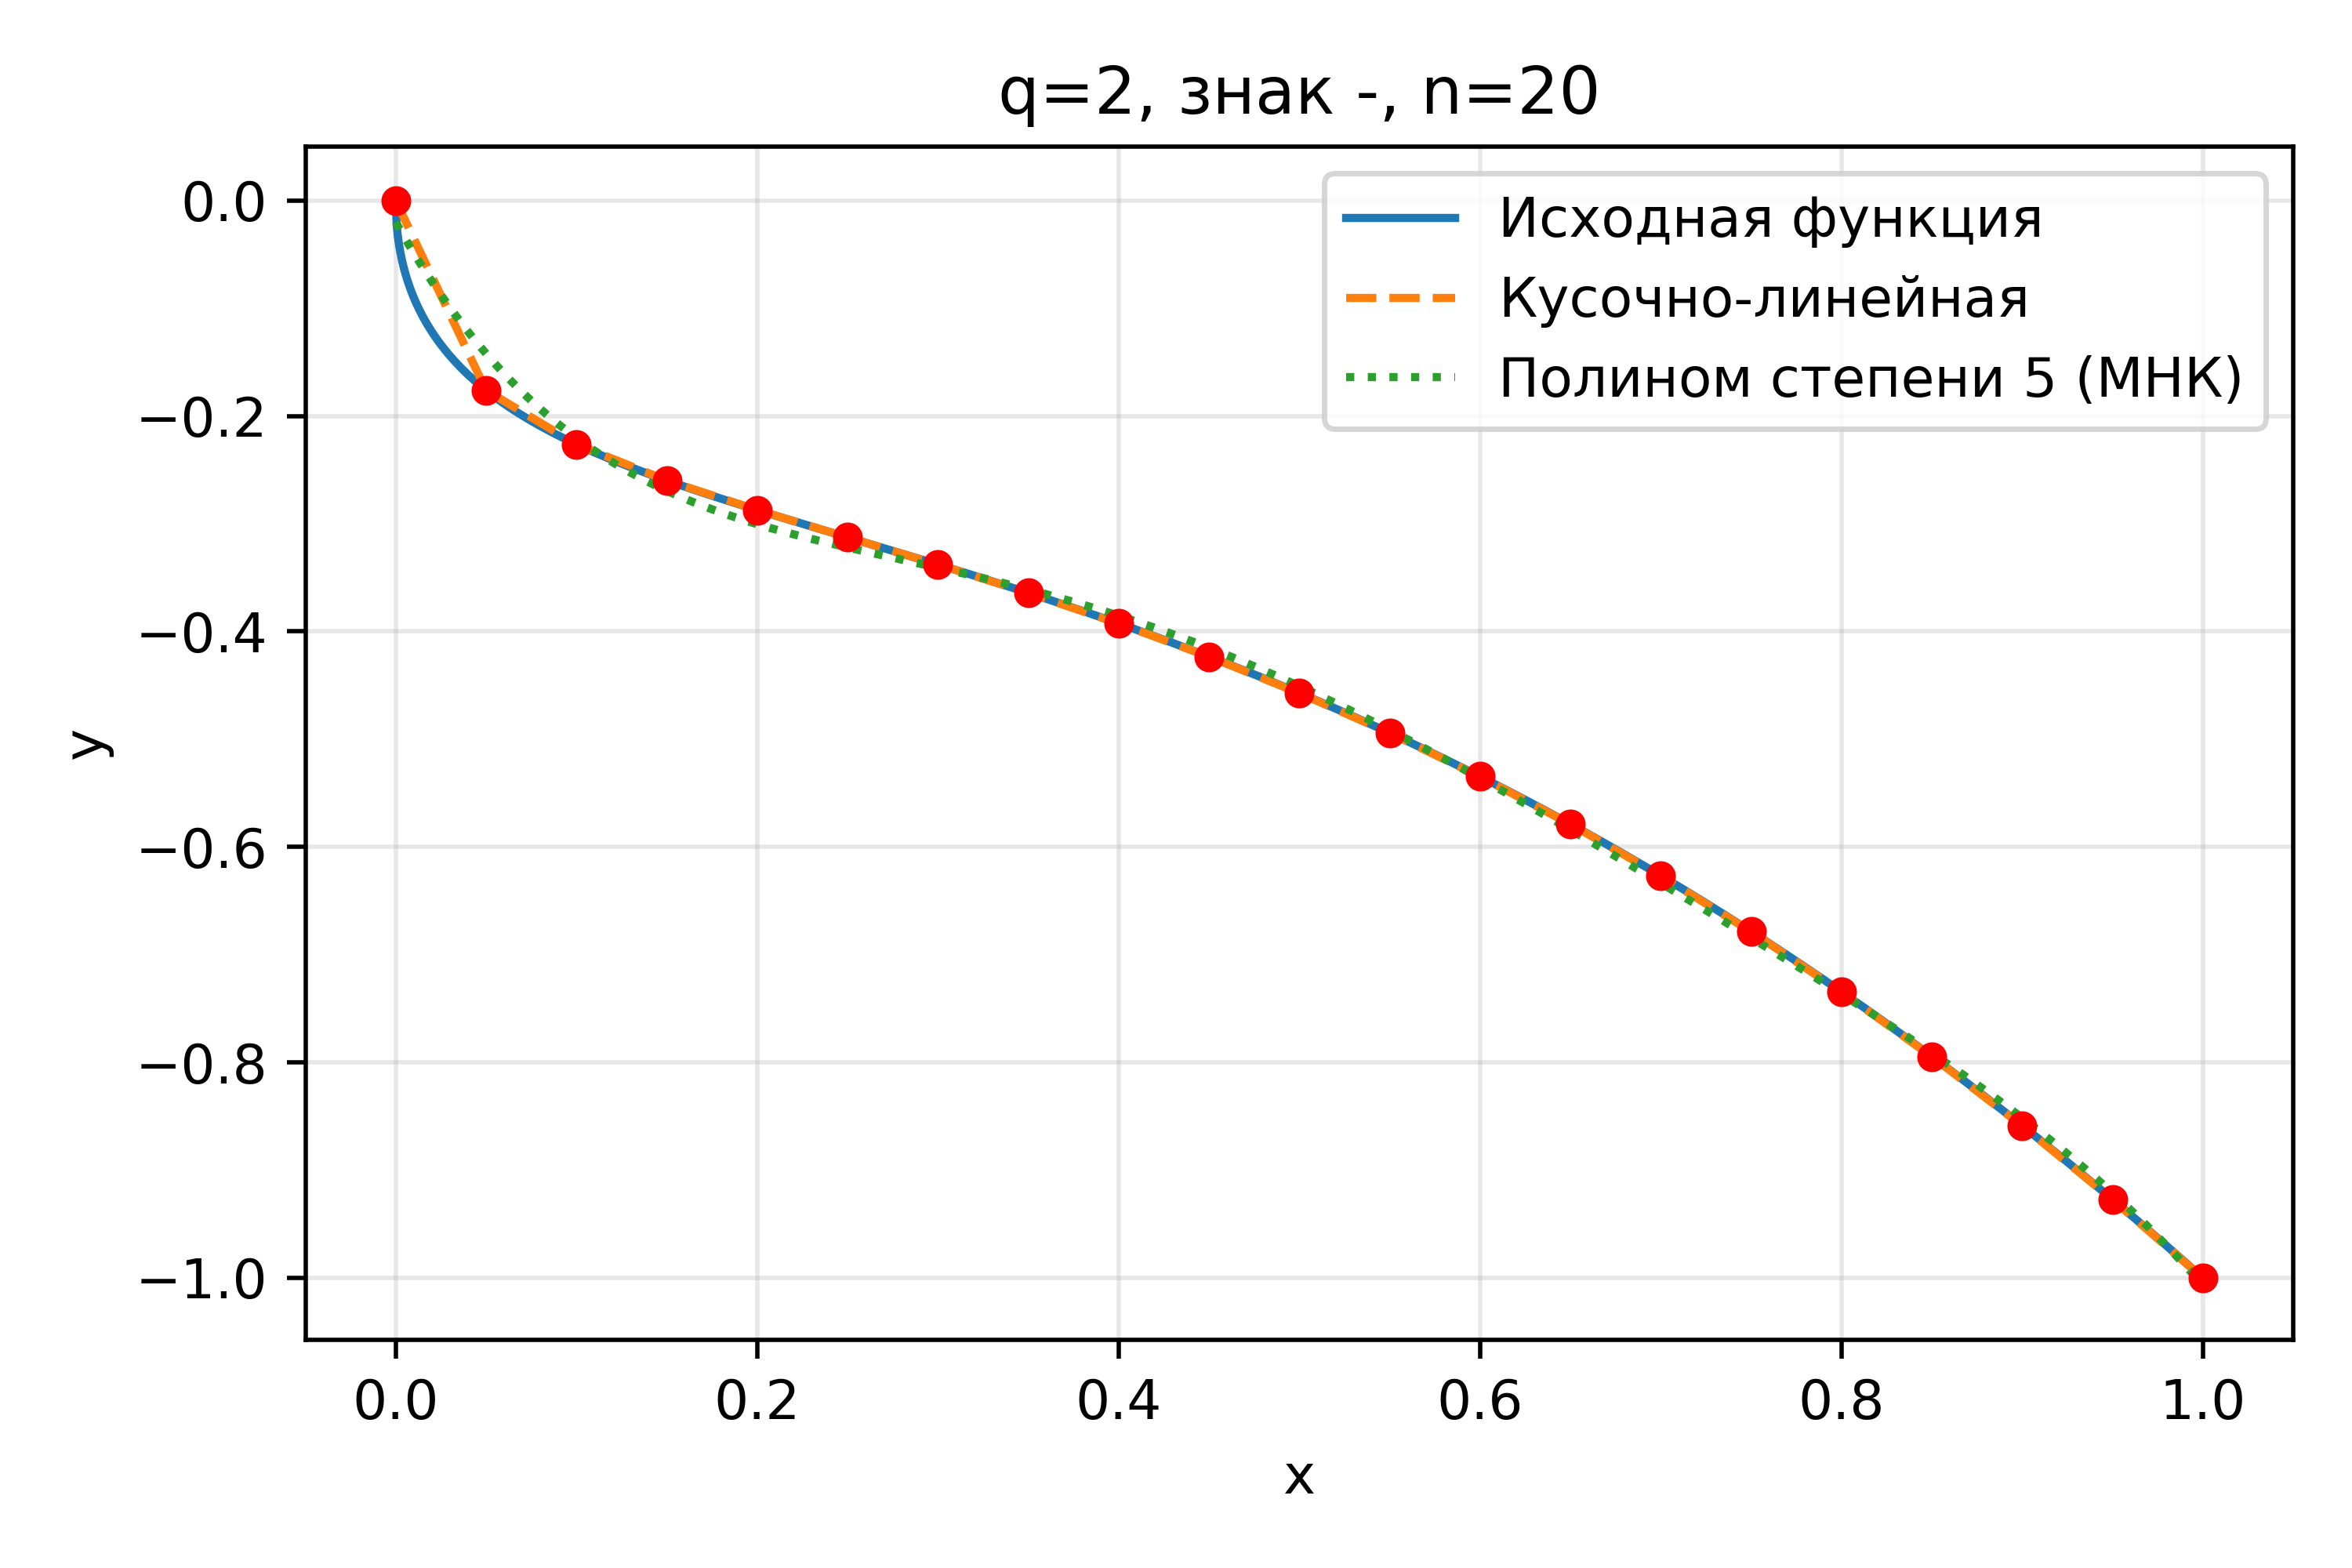 q=2, знак -, n=20
Исходная функция
Кусочно-линейная
Полином степени 5 (МНК)
0.0
−0.2
−0.4
−0.6
−0.8
−1.0
y
0.0 0.2 0.4 0.6 0.8 1.0
x